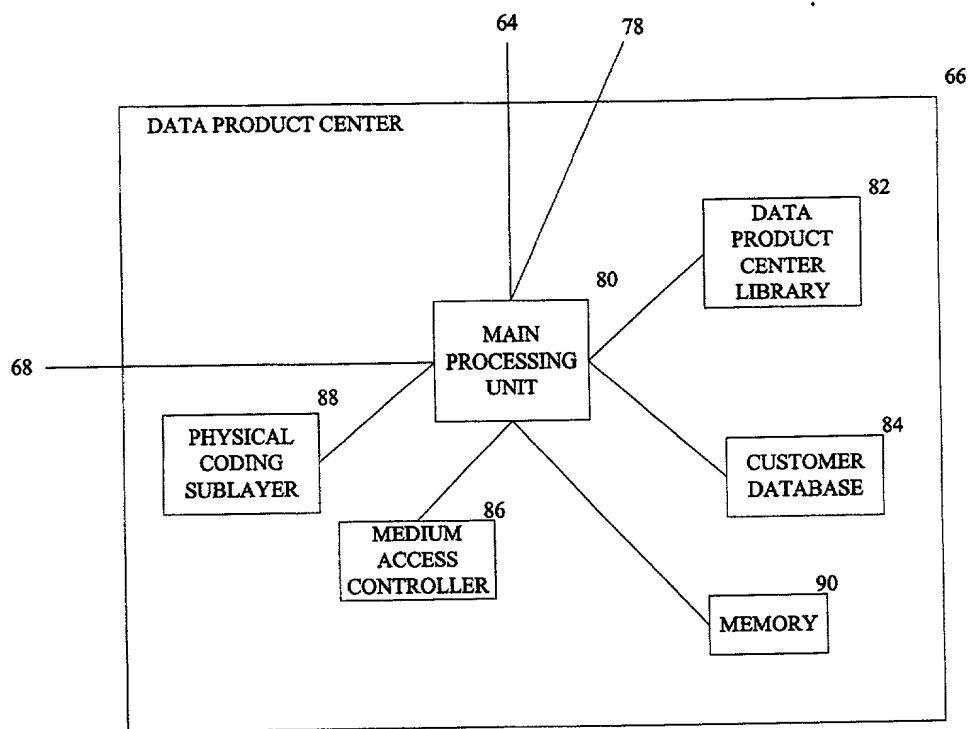 64
78
66
DATA PRODUCT CENTER
82
DATA
PRODUCT
CENTER
LIBRARY
80
MAIN
PROCESSING
UNIT
68
88
PHYSICAL
CODING
SUBLAYER
84
CUSTOMER
DATABASE
86
MEDIUM
ACCESS
CONTROLLER
90
MEMORY